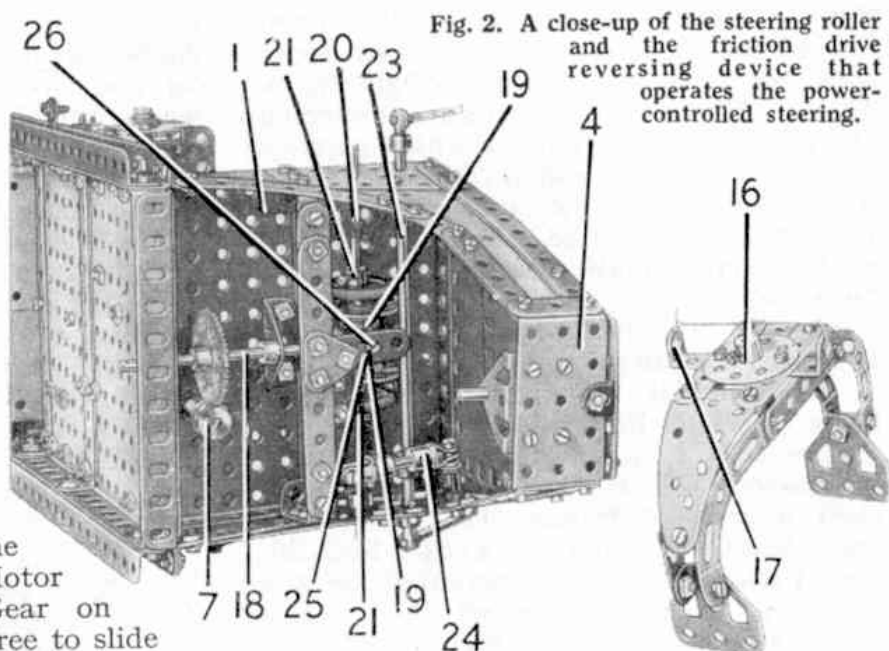 Fig. 2. A close-up of the steering roller
and the friction drive
reversing device that
operates the power-
controlled steering.
26 1 21 20 23 19
4
16
7 18 25 21 19 24 17
Gear on
ree to slide